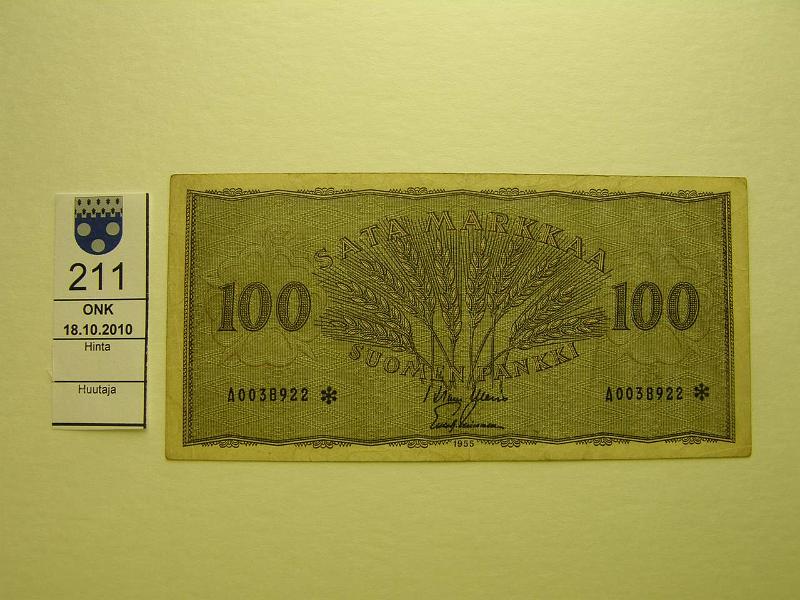 211
ONK
18.10.2010
Hinta
Huutaja
SATA MARKKAA
100 100
SUOMEN PANKKI
A0038922 * A0038922 *
1955